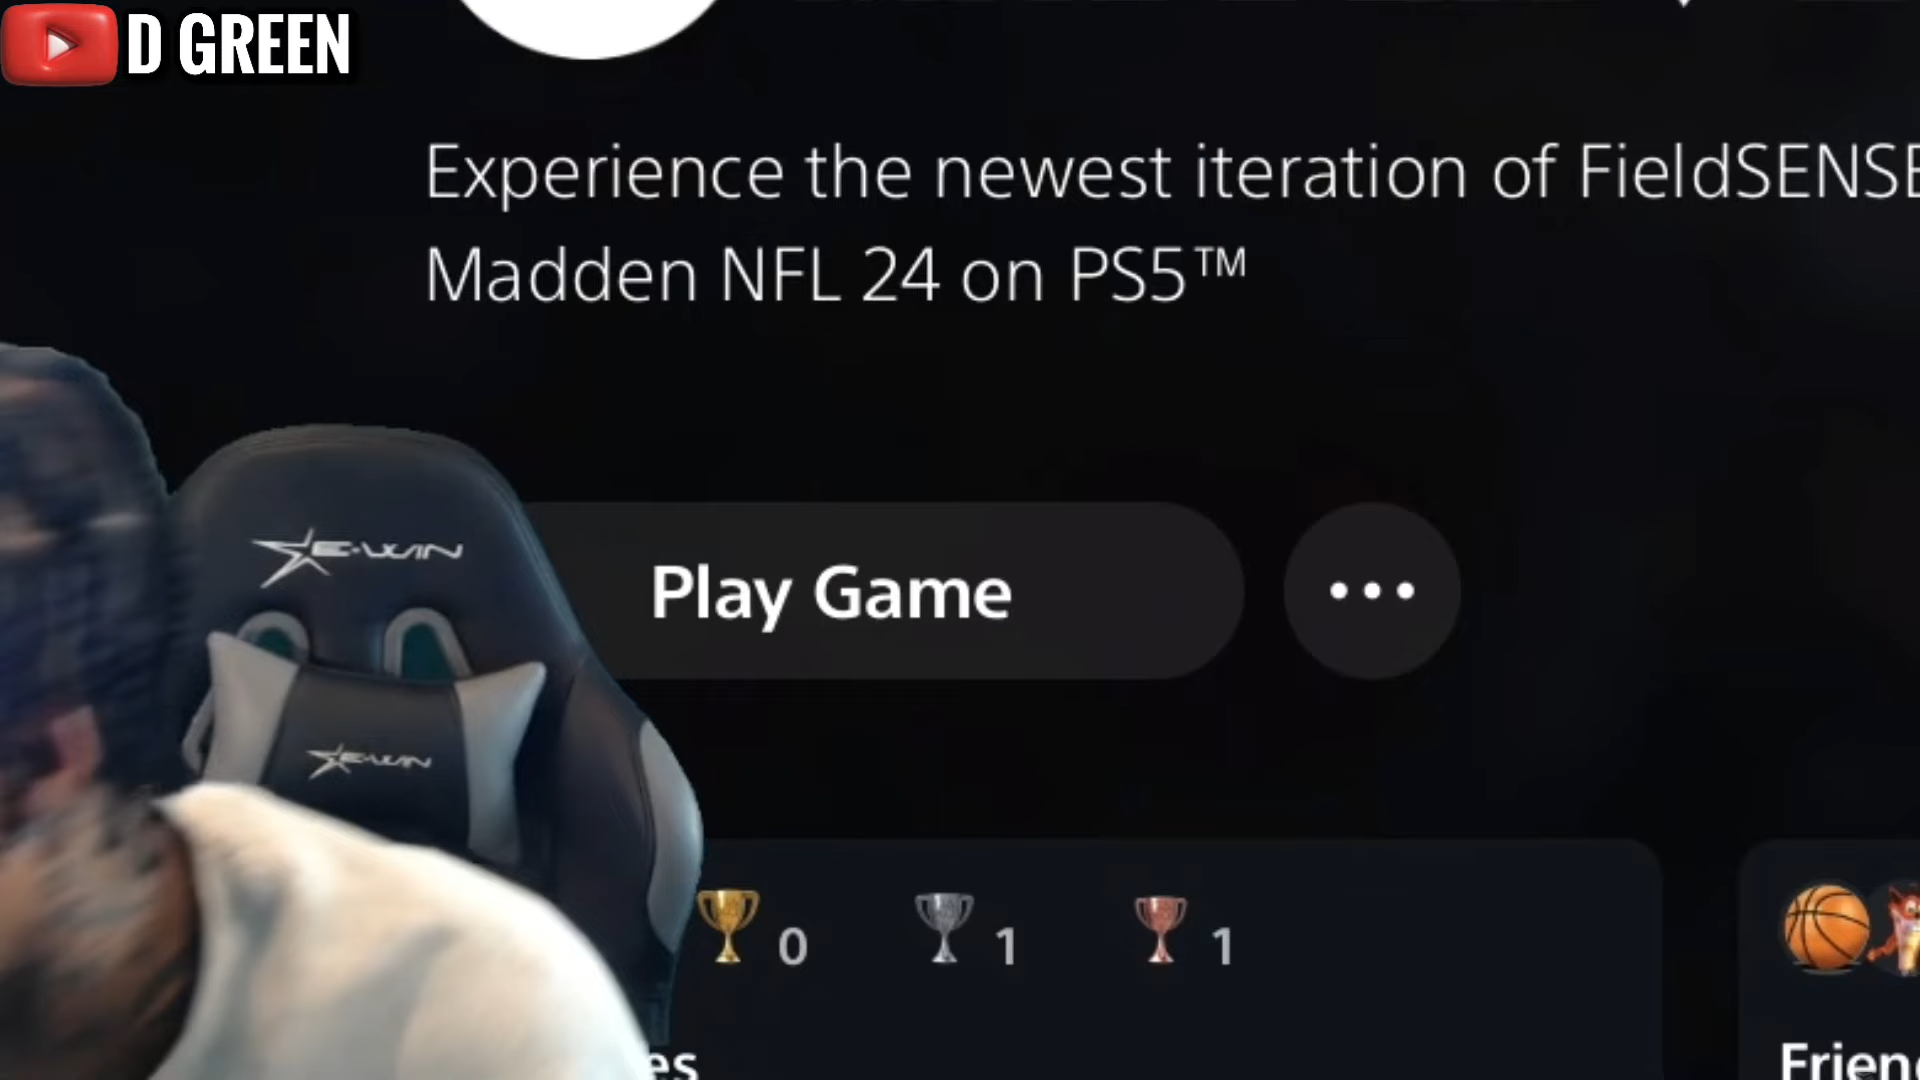 D GREEN
Experience the newest iteration of FieldSENSE
Madden NFL 24 on PS5™
E-WIN
Play Game
E-WIN
0 1 1